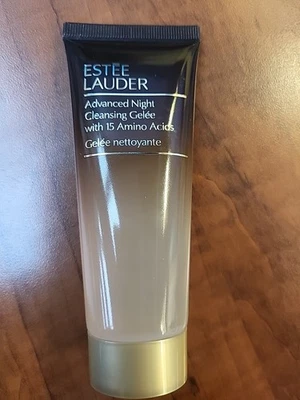 ESTĒE
LAUDER
Advanced Night
Cleansing Gelée
with 15 Amino Acids
Gelée nettoyante